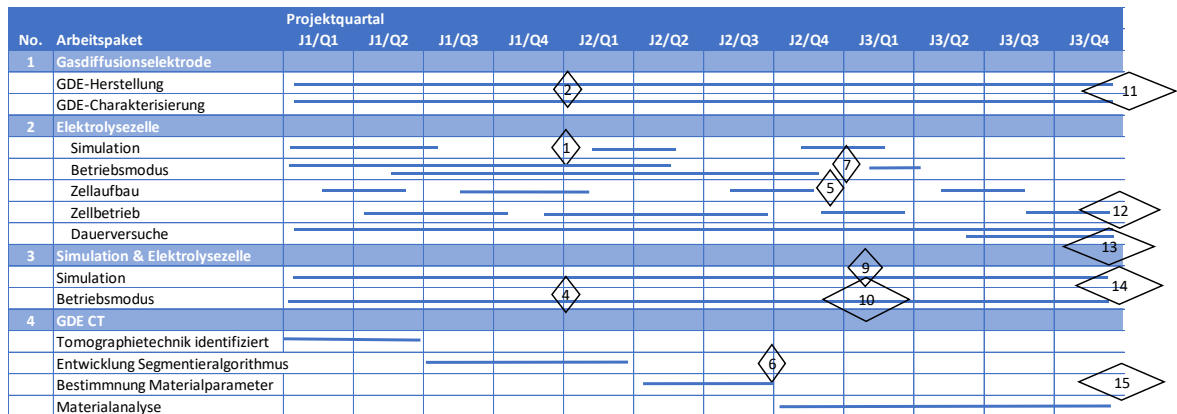 Projektquartal
No. Arbeitspaket J1/Q1 J1/Q2 J1/Q3 J1/Q4 J2/Q1 J2/Q2 J2/Q3 J2/Q4 J3/Q1 J3/Q2 J3/Q3 J3/Q4
1 Gasdiffusionselektrode
GDE-Herstellung 2 11
GDE-Charakterisierung
2 Elektrolysezelle
Simulation 1
Betriebsmodus 7
Zellaufbau 5
Zellbetrieb 12
Dauerversuche 13
3 Simulation & Elektrolysezelle 9
Simulation 14
Betriebsmodus 4 10
4 GDE CT
Tomographietechnik identifiziert
Entwicklung Segmentieralgorithmus 6
Bestimmnung Materialparameter 15
Materialanalyse